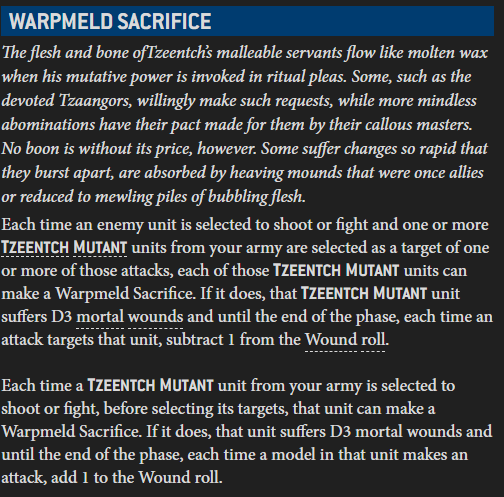 WARPMELD SACRIFICE
The flesh and bone ofTzeentch's malleable servants flow like molten wax
when his mutative power is invoked in ritual pleas. Some, such as the
devoted Tzaangors, willingly make such requests, while more mindless
abominations have their pact made for them by their callous masters.
No boon is without its price, however. Some suffer changes so rapid that
they burst apart, are absorbed by heaving mounds that were once allies
or reduced to mewling piles of bubbling flesh.
Each time an enemy unit is selected to shoot or fight and one or more
TZEENTCH MUTANT units from your army are selected as a target of one
or more of those attacks, each of those TZEENTCH MUTANT units can
make a Warpmeld Sacrifice. If it does, that TZEENTCH MUTANT unit
suffers D3 mortal wounds and until the end of the phase, each time an
attack targets that unit, subtract 1 from the Wound roll.
Each time a TZEENTCH MUTANT unit from your army is selected to
shoot or fight, before selecting its targets, that unit can make a
Warpmeld Sacrifice. If it does, that unit suffers D3 mortal wounds and
until the end of the phase, each time a model in that unit makes an
attack, add 1 to the Wound roll.